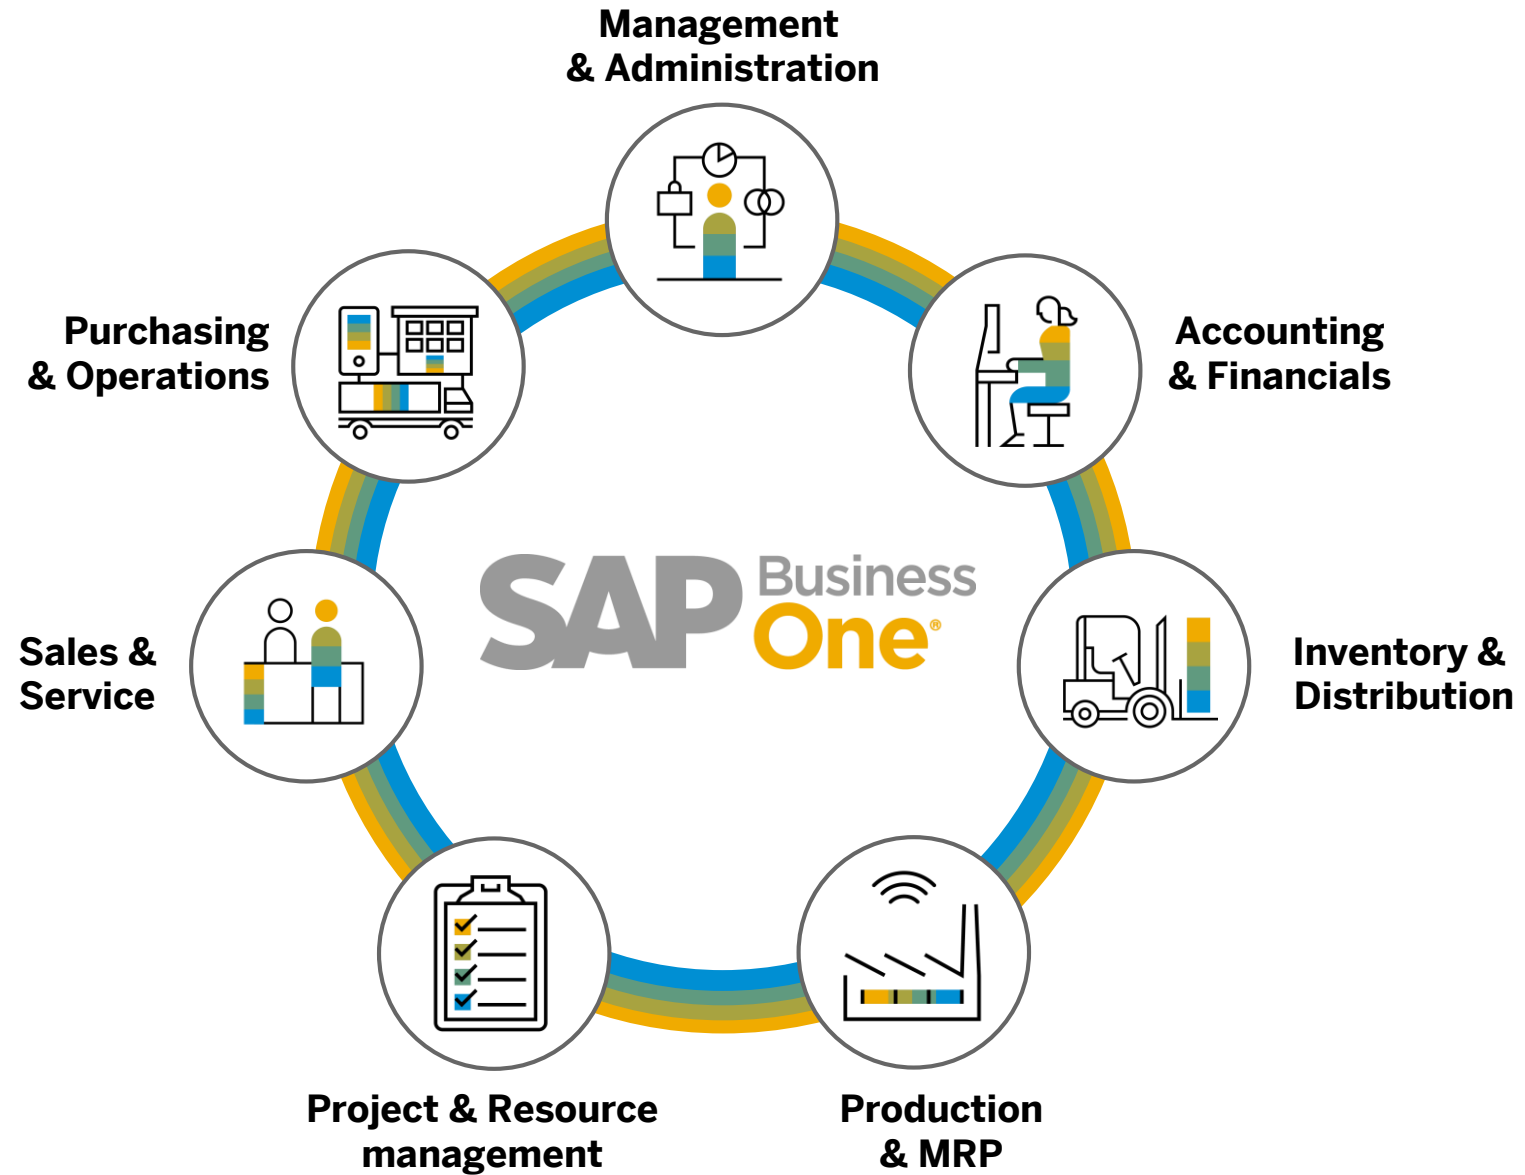 Management
& Administration
Purchasing
& Operations
Accounting
& Financials
SAP Business
One®
Sales &
Service
Inventory &
Distribution
Project & Resource
management
Production
& MRP